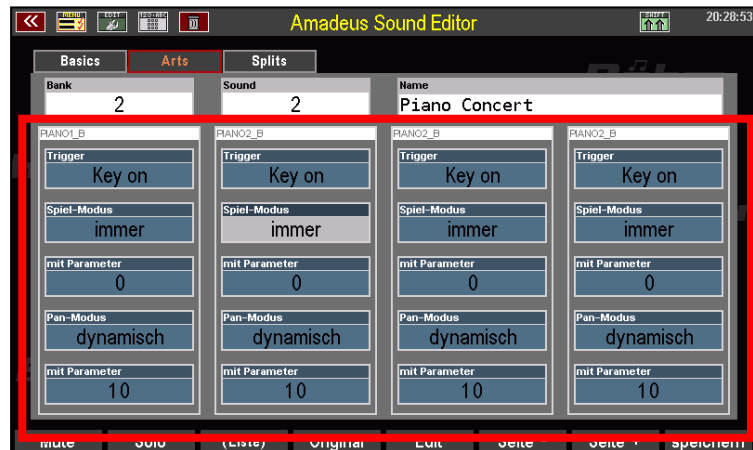 MENU EDIT Amadeus Sound Editor SHIFT 20:28:53
Basics Arts Splits
Bank Sound Name
2 2 Piano Concert
PIANO1_B PIANO2_B PIANO2_B PIANO2_B
Trigger Trigger Trigger Trigger
Key on Key on Key on Key on
Spiel-Modus Spiel-Modus Spiel-Modus Spiel-Modus
immer immer immer immer
mit Parameter mit Parameter mit Parameter mit Parameter
0 0 0 0
Pan-Modus Pan-Modus Pan-Modus Pan-Modus
dynamisch dynamisch dynamisch dynamisch
mit Parameter mit Parameter mit Parameter mit Parameter
10 10 10 10
Mute Solo (Liste) Original Edit Seite - Seite + speichern